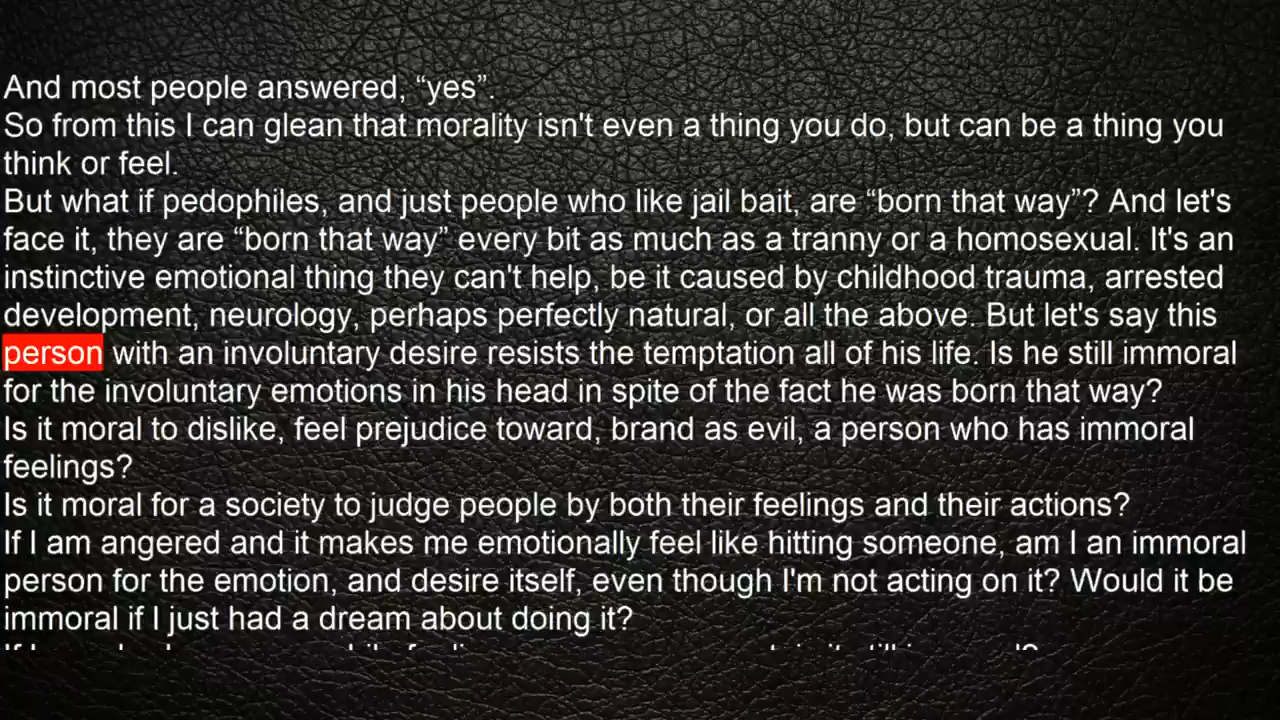 And most people answered, “yes”.
So from this I can glean that morality isn't even a thing you do, but can be a thing you
think or feel.
But what if pedophiles, and just people who like jail bait, are “born that way”? And let's
face it, they are “born that way” every bit as much as a tranny or a homosexual. It's an
instinctive emotional thing they can't help, be it caused by childhood trauma, arrested
development, neurology, perhaps perfectly natural, or all the above. But let's say this
person with an involuntary desire resists the temptation all of his life. Is he still immoral
for the involuntary emotions in his head in spite of the fact he was born that way?
Is it moral to dislike, feel prejudice toward, brand as evil, a person who has immoral
feelings?
Is it moral for a society to judge people by both their feelings and their actions?
If I am angered and it makes me emotionally feel like hitting someone, am I an immoral
person for the emotion, and desire itself, even though I'm not acting on it? Would it be
immoral if I just had a dream about doing it?